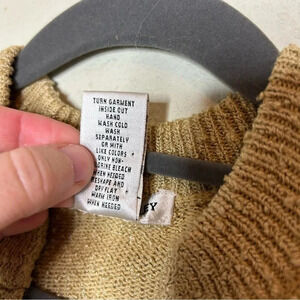 TURN GARMENT
INSIDE OUT
HAND
WASH COLD
WASH
SEPARATELY
OR WITH
LIKE COLORS
ONLY NON-
ORINE BLEACH
WHEN NEEDED
RESHAPE AND
DRY FLAT
WARM IRON
WHEN NEEDED